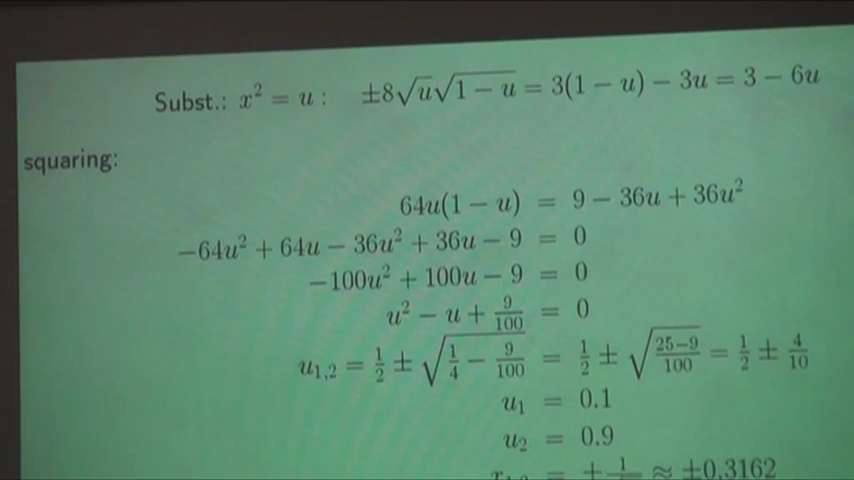 Subst.: x² = u : ±8√u√(1 − u) = 3(1 − u) − 3u = 3 − 6u
squaring:
64u(1 − u) = 9 − 36u + 36u²
−64u² + 64u − 36u² + 36u − 9 = 0
−100u² + 100u − 9 = 0
u² − u + 9/100 = 0
u₁,₂ = 1/2 ± √(1/4 − 9/100) = 1/2 ± √((25−9)/100) = 1/2 ± 4/10
u₁ = 0.1
u₂ = 0.9
= ± 1 ≈ ±0.3162